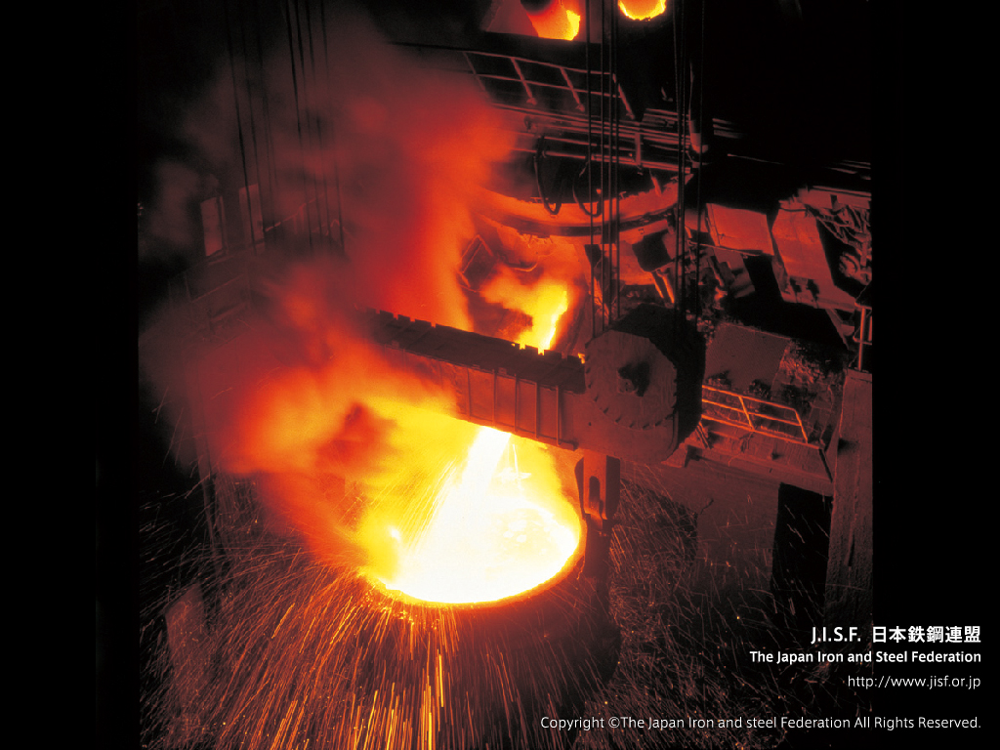 J.I.S.F. 日本鉄鋼連盟
The Japan Iron and Steel Federation
http://www.jisf.or.jp
Copyright ©The Japan Iron and steel Federation All Rights Reserved.